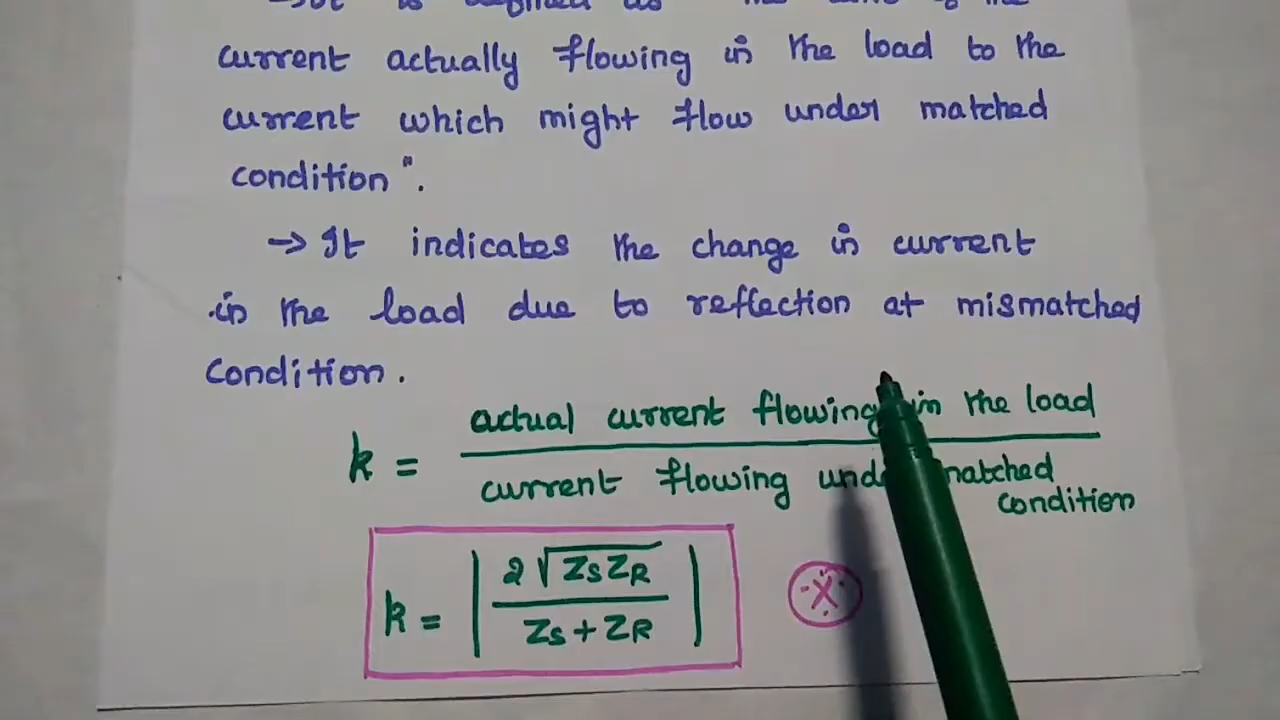 current actually flowing in the load to the
current which might flow under matched
condition".
→ It indicates the change in current
in the load due to reflection at mismatched
condition.
actual current flowing in the load
k =
current flowing
condition
k = | 2√ZsZR / Zs + ZR |
X